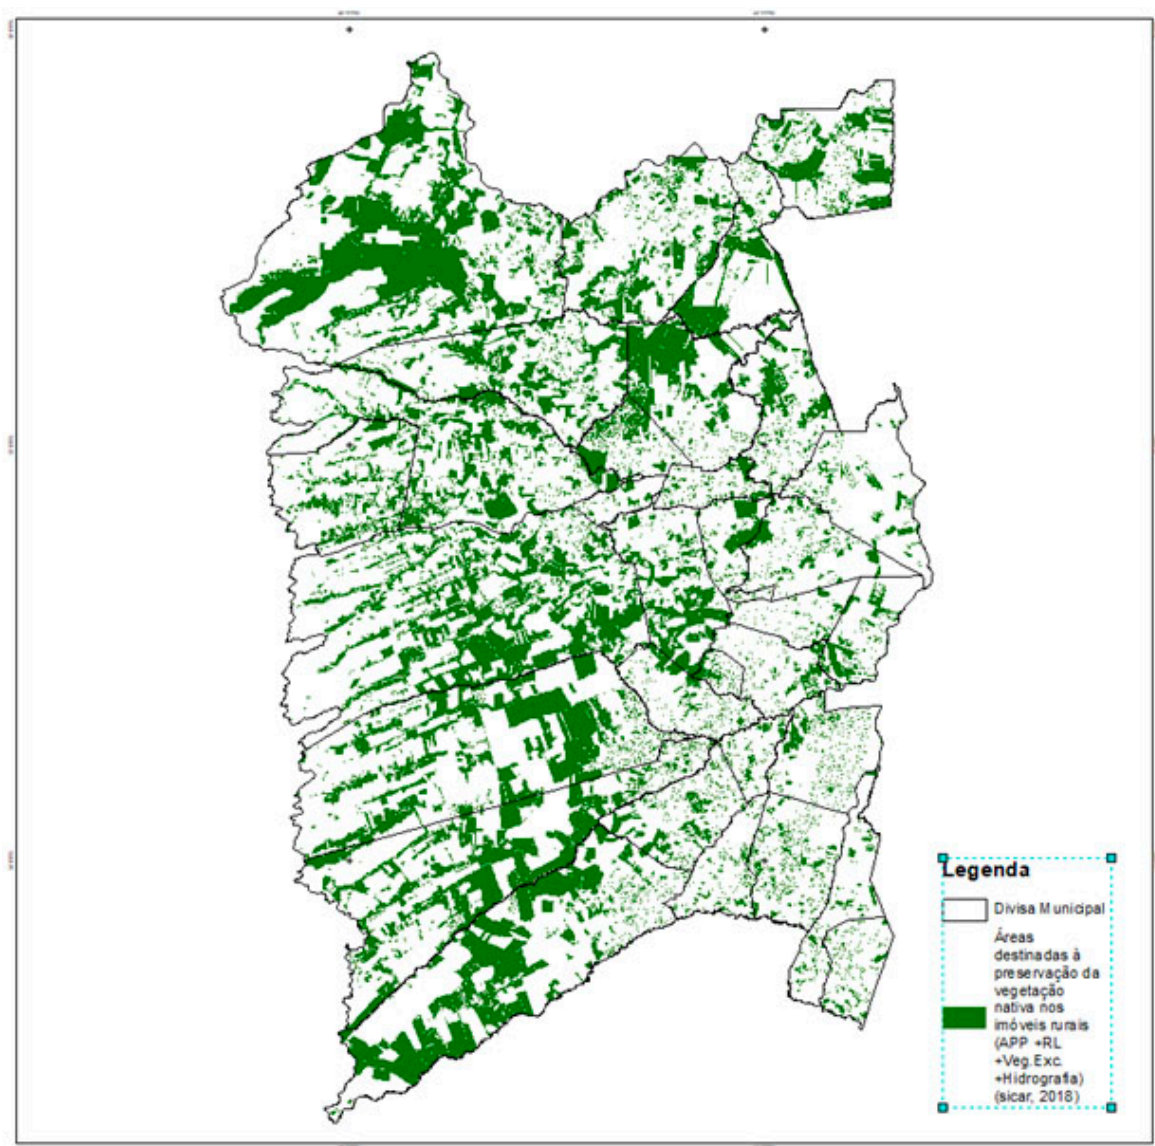 Legenda
Divisa Municipal
Áreas
destinadas à
preservação da
vegetação
nativa nos
imóveis rurais
(APP +RL
+Veg.Exc.
+Hidrografia)
(sicar, 2018)